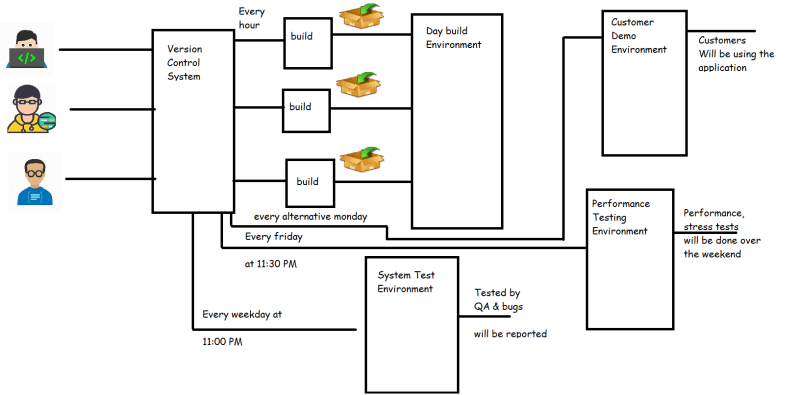 Every
hour
Version
Control
System
</>
build
build
build
Day build
Environment
Customer
Demo
Environment
Customers
Will be using the
application
every alternative monday
Every friday
at 11:30 PM
Performance
Testing
Environment
Performance,
stress tests
will be done over
the weekend
System Test
Environment
Tested by
QA & bugs
will be reported
Every weekday at
11:00 PM